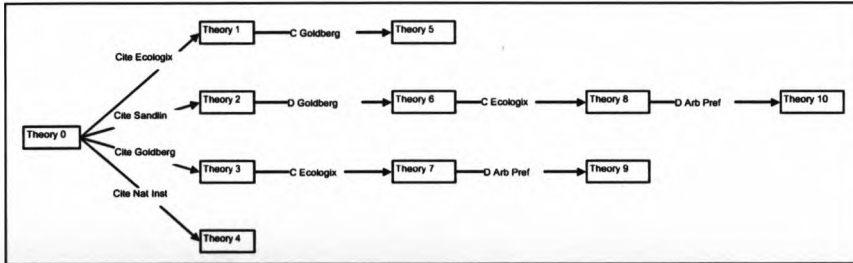 Theory 1
C Goldberg
Theory 5
Cite Ecologix
Theory 2
D Goldberg
Theory 6
C Ecologix
Theory 8
D Arb Pref
Theory 10
Cite Sandlin
Theory 0
Cite Goldberg
Theory 3
C Ecologix
Theory 7
D Arb Pref
Theory 9
Cite Nat Inst
Theory 4